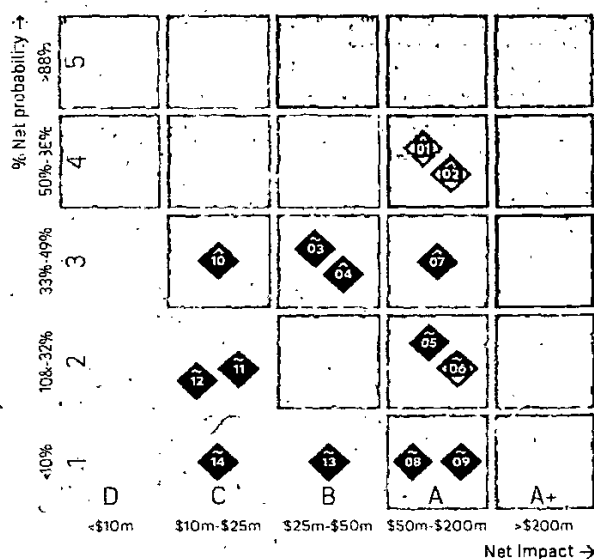 % Net probability →
>88%
5
50%-3E%
4
01
02
33%-49%
3
10
03
04
07
10&-32%
2
12
11
05
06
<10%
1
14
13
08
09
D
C
B
A
A+
<$10m
$10m-$25m
$25m-$50m
$50m-$200m
>$200m
Net Impact →